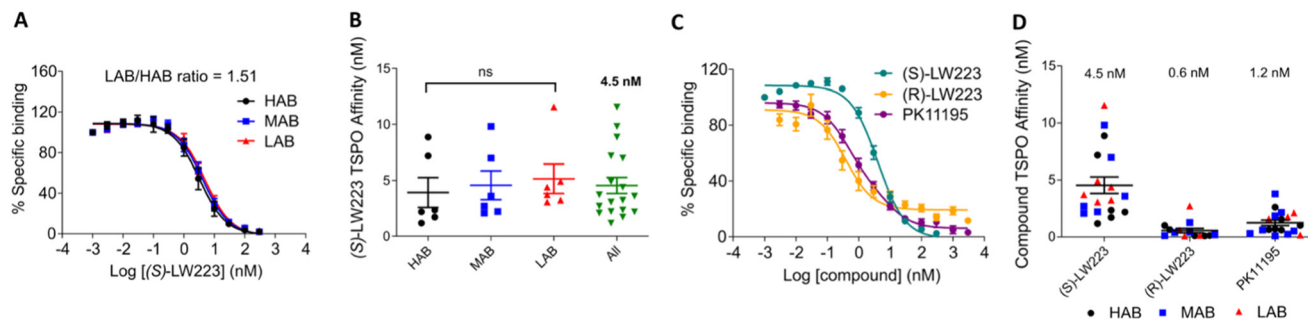 A
LAB/HAB ratio = 1.51
HAB
MAB
LAB
% Specific binding
160
120
80
40
0
-4 -2 0 2 4
Log [(S)-LW223] (nM)
B
(S)-LW223 TSPO Affinity (nM)
15
10
5
0
ns
4.5 nM
HAB MAB LAB All
C
% Specific binding
120
80
40
0
(S)-LW223
(R)-LW223
PK11195
-4 -3 -2 -1 0 1 2 3 4
Log [compound] (nM)
D
Compound TSPO Affinity (nM)
15
10
5
0
4.5 nM 0.6 nM 1.2 nM
(S)-LW223 (R)-LW223 PK11195
HAB MAB LAB